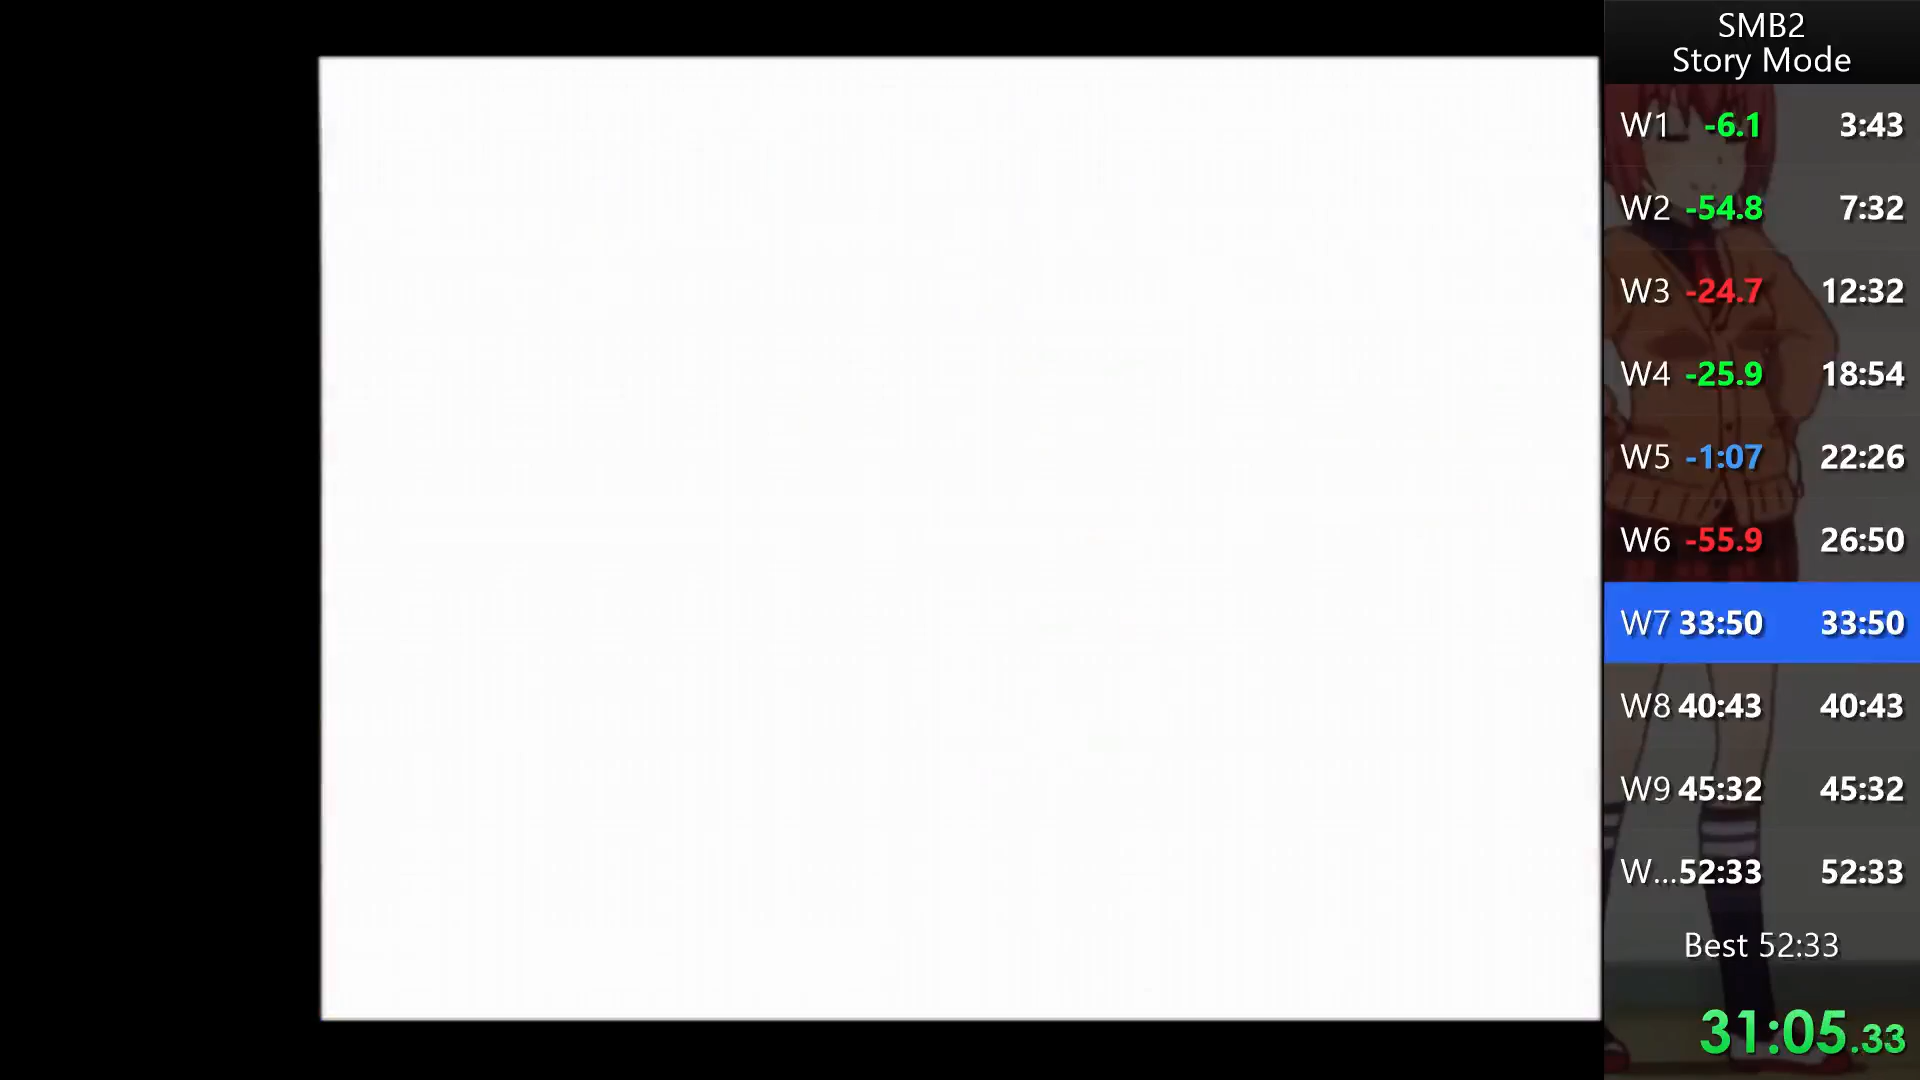 SMB2
Story Mode
W1 -6.1 3:43
W2 -54.8 7:32
W3 -24.7 12:32
W4 -25.9 18:54
W5 -1:07 22:26
W6 -55.9 26:50
W7 33:50 33:50
W8 40:43 40:43
W9 45:32 45:32
W... 52:33 52:33
Best 52:33
31:05.33